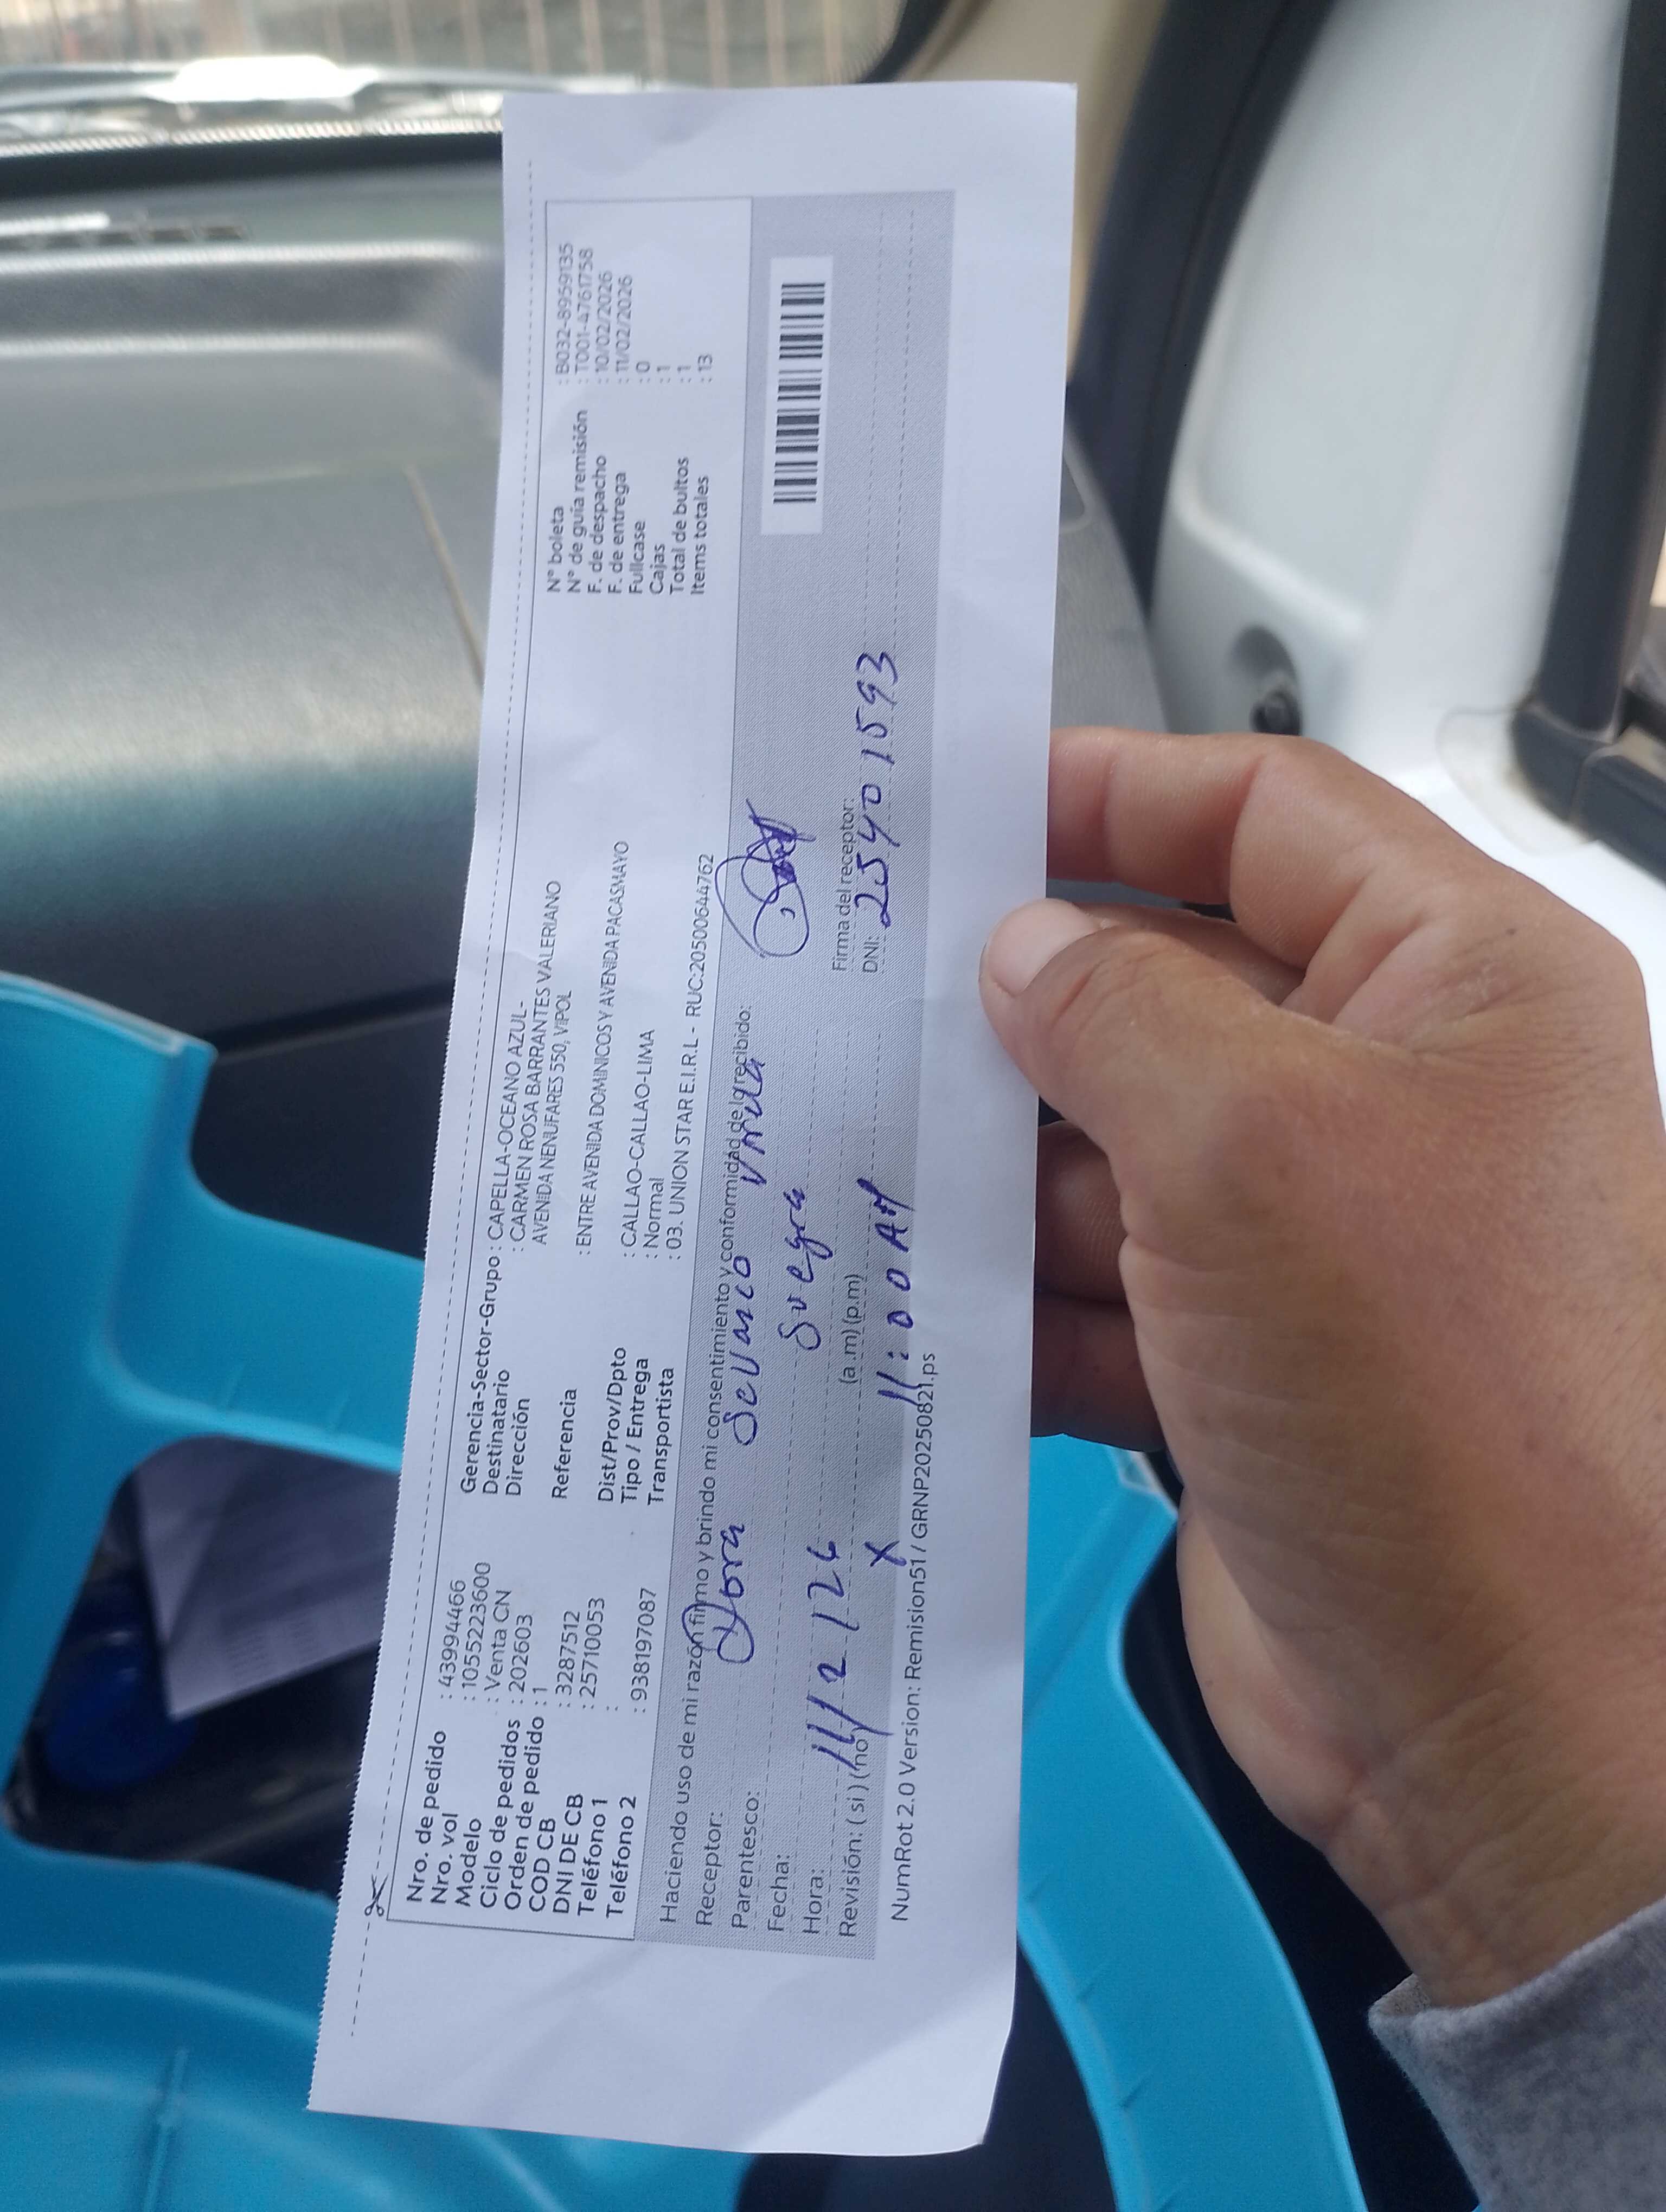 Nro. de pedido : 43994466
Nro. vol : 1055223600
Modelo : Venta CN
Ciclo de pedidos : 202603
Orden de pedido : 1
COD CB : 3287512
DNI DE CB : 25710053
Teléfono 1 :
Teléfono 2 : 938197087
Gerencia-Sector-Grupo : CAPELLA-OCEANO AZUL-
Destinatario : CARMEN ROSA BARRANTES VALERIANO
Dirección AVENIDA NENUFARES 550, VIPOL
Referencia : ENTRE AVENIDA DOMINICOS Y AVENIDA PACASMAYO
Dist/Prov/Dpto : CALLAO-CALLAO-LIMA
Tipo / Entrega : Normal
Transportista : 03. UNION STAR E.I.R.L - RUC:20500644762
N° boleta : B032-8959135
N° de guía remisión : T001-4761758
F. de despacho : 10/02/2026
F. de entrega : 11/02/2026
Fullcase : 0
Cajas : 1
Total de bultos : 1
Items totales : 13
Haciendo uso de mi razón firmo y brindo mi consentimiento y conformidad de lo recibido:
Receptor: Dora
Parentesco: Suegra
Fecha: 11/2/26
Hora: (a.m) (p.m) 11:00 AM
Revisión: ( si ) ( no ) X
Firma del receptor:
DNI: 25401593
NumRot 2.0 Version: Remision51 / GRNP20250821.ps